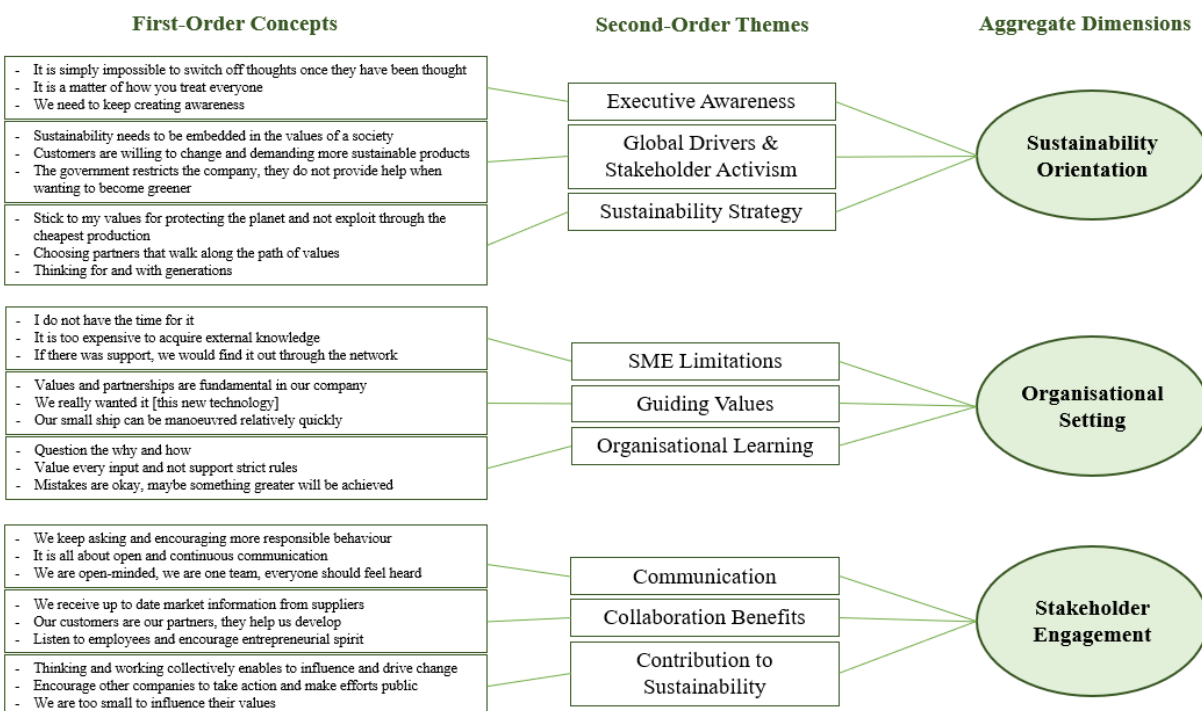 First-Order Concepts
Second-Order Themes
Aggregate Dimensions
- It is simply impossible to switch off thoughts once they have been thought
- It is a matter of how you treat everyone
- We need to keep creating awareness
- Sustainability needs to be embedded in the values of a society
- Customers are willing to change and demanding more sustainable products
- The government restricts the company, they do not provide help when
wanting to become greener
- Stick to my values for protecting the planet and not exploit through the
cheapest production
- Choosing partners that walk along the path of values
- Thinking for and with generations
Executive Awareness
Global Drivers &
Stakeholder Activism
Sustainability Strategy
Sustainability
Orientation
- I do not have the time for it
- It is too expensive to acquire external knowledge
- If there was support, we would find it out through the network
- Values and partnerships are fundamental in our company
- We really wanted it [this new technology]
- Our small ship can be manoeuvred relatively quickly
- Question the why and how
- Value every input and not support strict rules
- Mistakes are okay, maybe something greater will be achieved
SME Limitations
Guiding Values
Organisational Learning
Organisational
Setting
- We keep asking and encouraging more responsible behaviour
- It is all about open and continuous communication
- We are open-minded, we are one team, everyone should feel heard
- We receive up to date market information from suppliers
- Our customers are our partners, they help us develop
- Listen to employees and encourage entrepreneurial spirit
- Thinking and working collectively enables to influence and drive change
- Encourage other companies to take action and make efforts public
- We are too small to influence their values
Communication
Collaboration Benefits
Contribution to
Sustainability
Stakeholder
Engagement